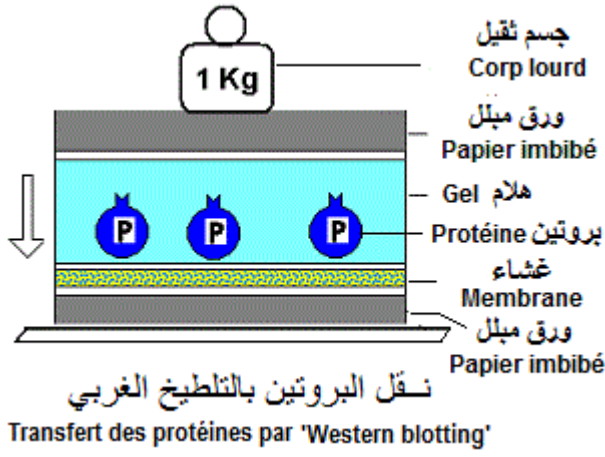 1 Kg
جسم ثقيل
Corp lourd
ورق مبلل
Papier imbibé
Gel هلام
P P P
Protéine بروتين
غشاء
Membrane
ورق مبلل
Papier imbibé
نـقل البروتين بالتلطيخ الغربي
Transfert des protéines par 'Western blotting'